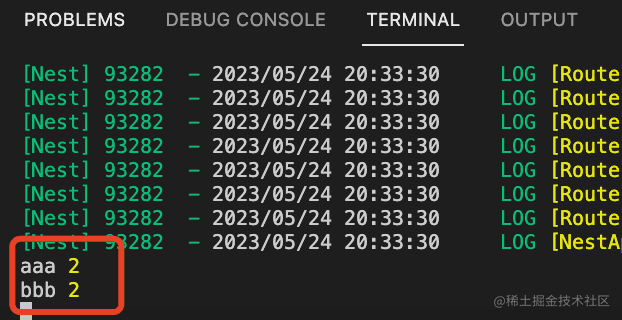 PROBLEMS DEBUG CONSOLE TERMINAL OUTPUT
[Nest] 93282 - 2023/05/24 20:33:30 LOG [Route
[Nest] 93282 - 2023/05/24 20:33:30 LOG [Route
[Nest] 93282 - 2023/05/24 20:33:30 LOG [Route
[Nest] 93282 - 2023/05/24 20:33:30 LOG [Route
[Nest] 93282 - 2023/05/24 20:33:30 LOG [Route
[Nest] 93282 - 2023/05/24 20:33:30 LOG [Route
[Nest] 93282 - 2023/05/24 20:33:30 LOG [Route
[Nest] 93282 - 2023/05/24 20:33:30 LOG [NestAp
aaa 2
bbb 2
@稀土掘金技术社区